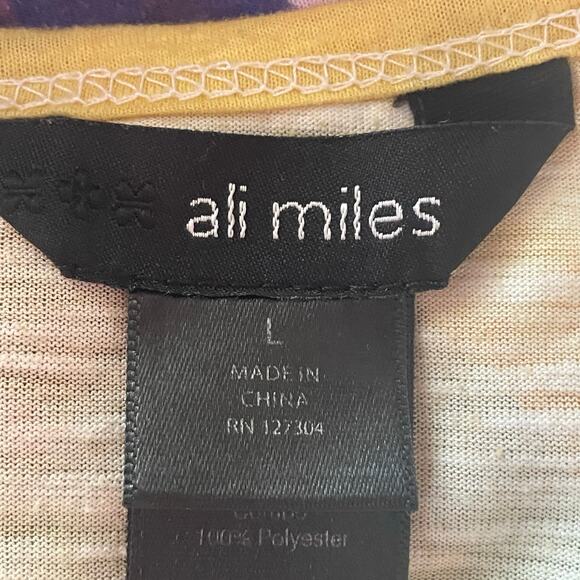 ali miles
L
MADE IN
CHINA
RN 127304
100% Polyester